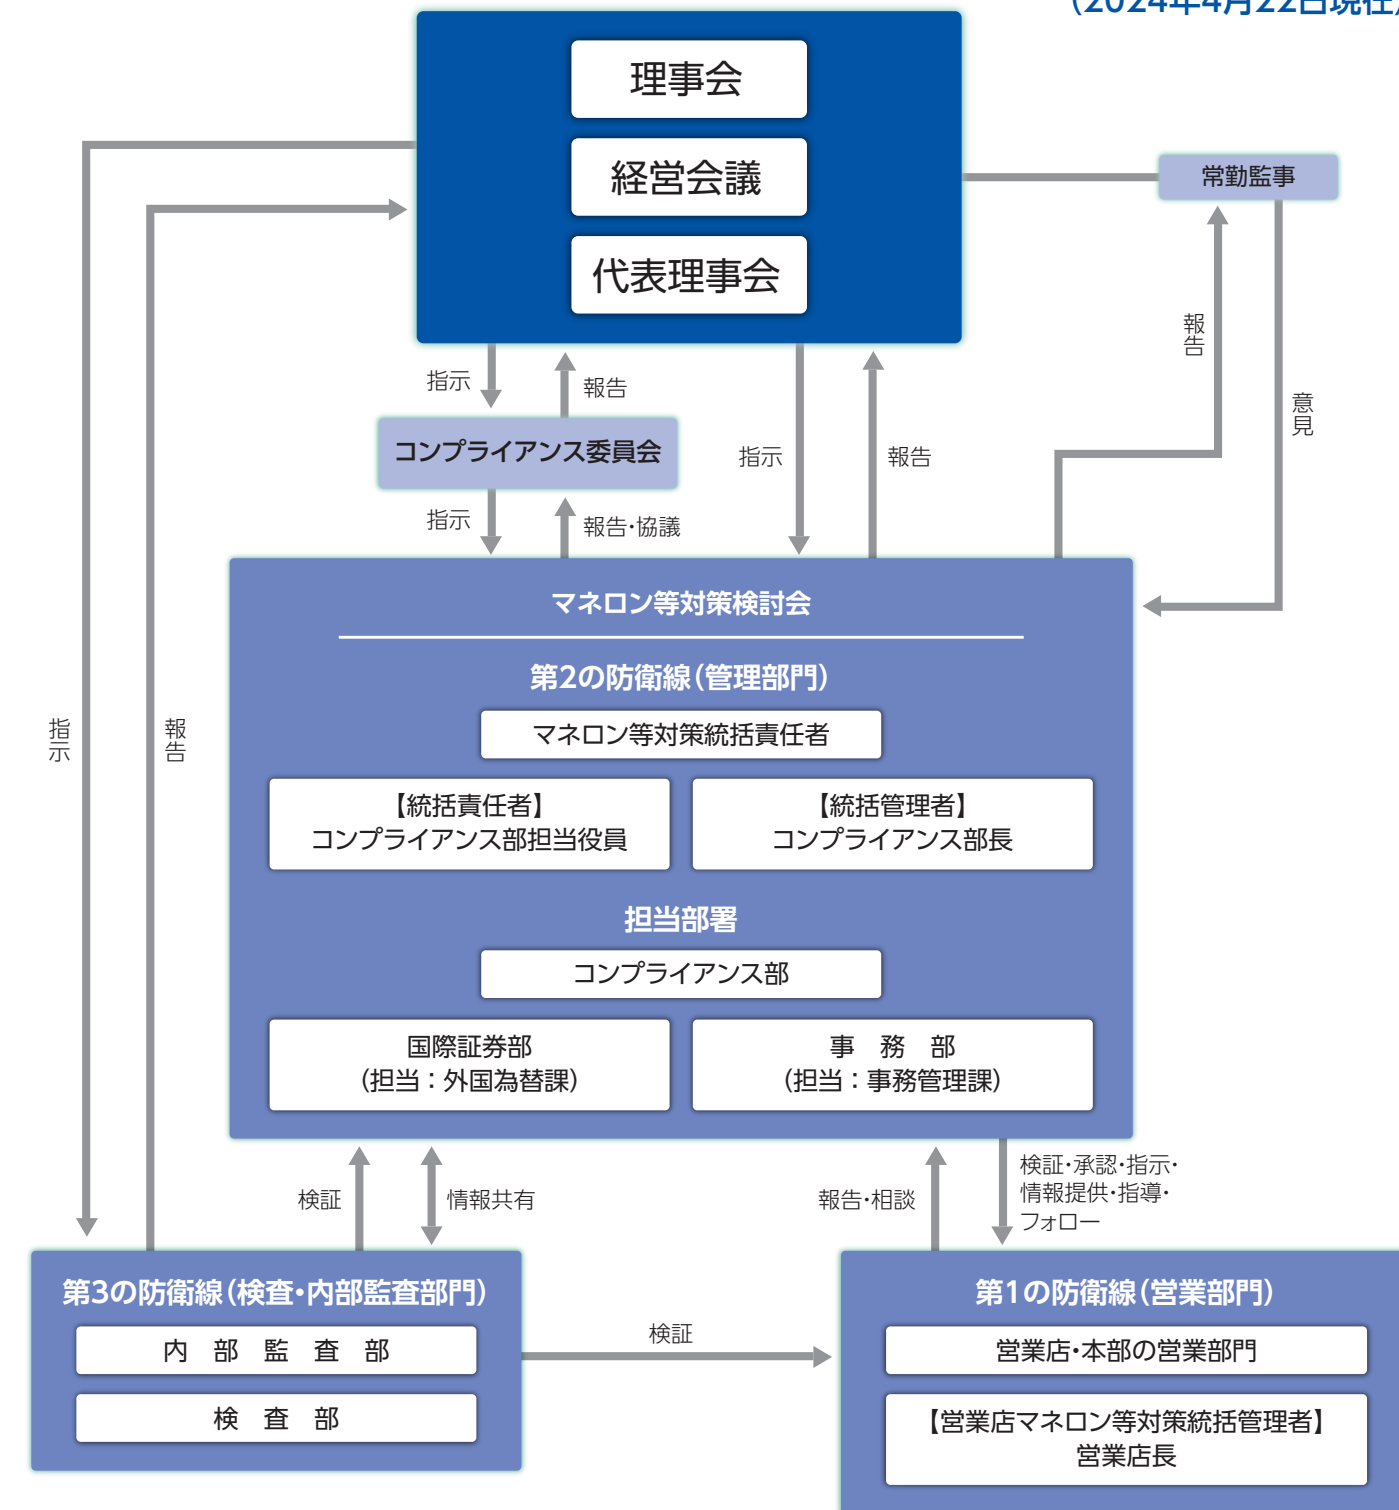 (2024年4月22日現在)
理事会
経営会議
代表理事会
常勤監事
指示
報告
報告
意見
コンプライアンス委員会
指示
報告
指示
報告・協議
マネロン等対策検討会
第2の防衛線(管理部門)
マネロン等対策統括責任者
【統括責任者】
コンプライアンス部担当役員
【統括管理者】
コンプライアンス部長
指示
報告
担当部署
コンプライアンス部
国際証券部
(担当：外国為替課)
事　務　部
(担当：事務管理課)
検証
情報共有
報告・相談
検証・承認・指示・
情報提供・指導・
フォロー
第3の防衛線(検査・内部監査部門)
内　部　監　査　部
検　査　部
検証
第1の防衛線(営業部門)
営業店・本部の営業部門
【営業店マネロン等対策統括管理者】
営業店長